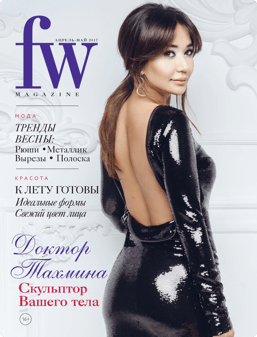 АПРЕЛЬ-МАЙ 2017
fw
MAGAZINE
МОДА
ТРЕНДЫ
ВЕСНЫ:
Рюши • Металлик
Вырезы • Полоска
КРАСОТА
К ЛЕТУ ГОТОВЫ
Идеальные формы
Свежий цвет лица
Доктор
Тахмина
Скульптор
Вашего тела
16+